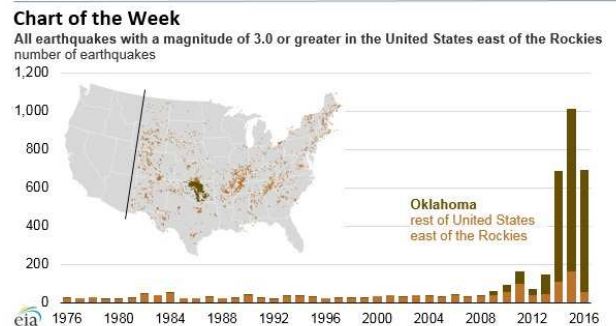 Chart of the Week
All earthquakes with a magnitude of 3.0 or greater in the United States east of the Rockies
number of earthquakes
1,200
1,000
800
600
400
200
0
Oklahoma
rest of United States
east of the Rockies
eia 1976 1980 1984 1988 1992 1996 2000 2004 2008 2012 2016